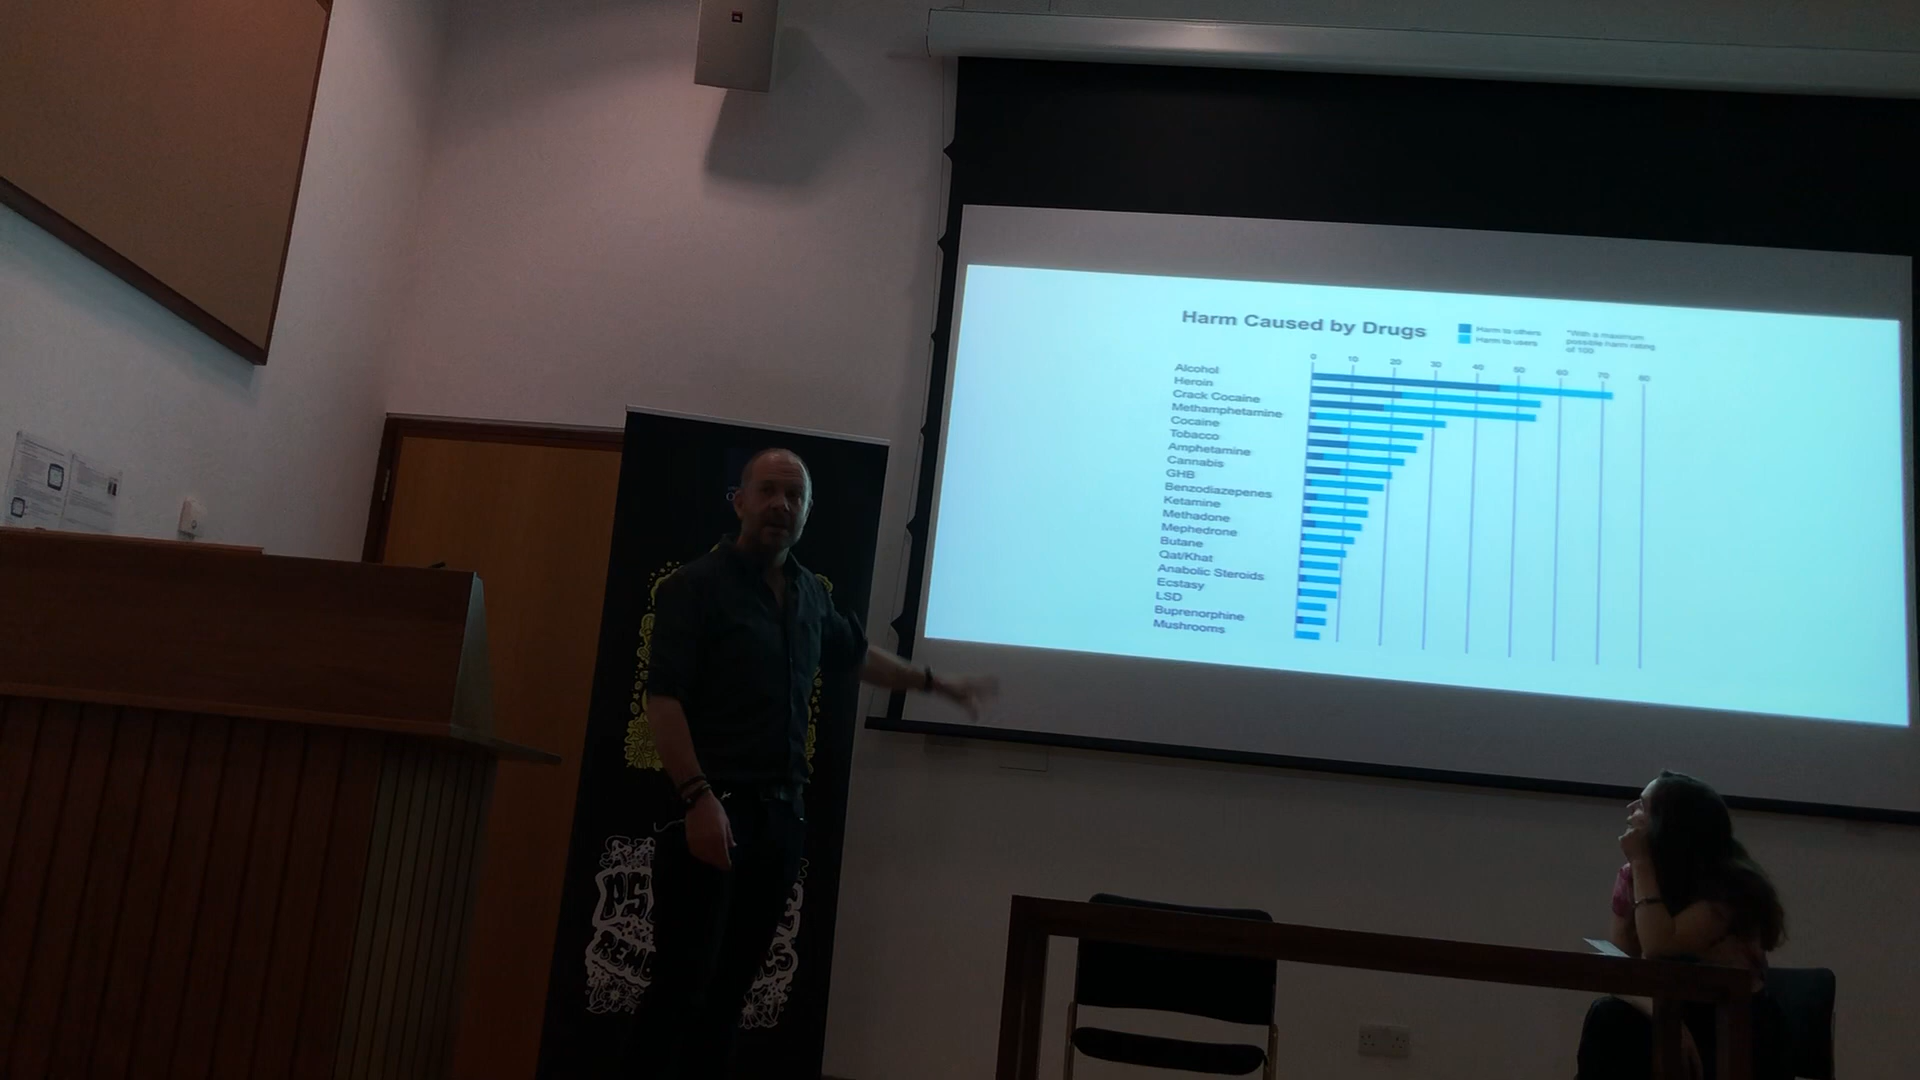 Harm Caused by Drugs
Harm to others
Harm to users
*With a maximum
possible harm rating
of 100
0 10 20 30 40 50 60 70 80
Alcohol
Heroin
Crack Cocaine
Methamphetamine
Cocaine
Tobacco
Amphetamine
Cannabis
GHB
Benzodiazepenes
Ketamine
Methadone
Mephedrone
Butane
Qat/Khat
Anabolic Steroids
Ecstasy
LSD
Buprenorphine
Mushrooms